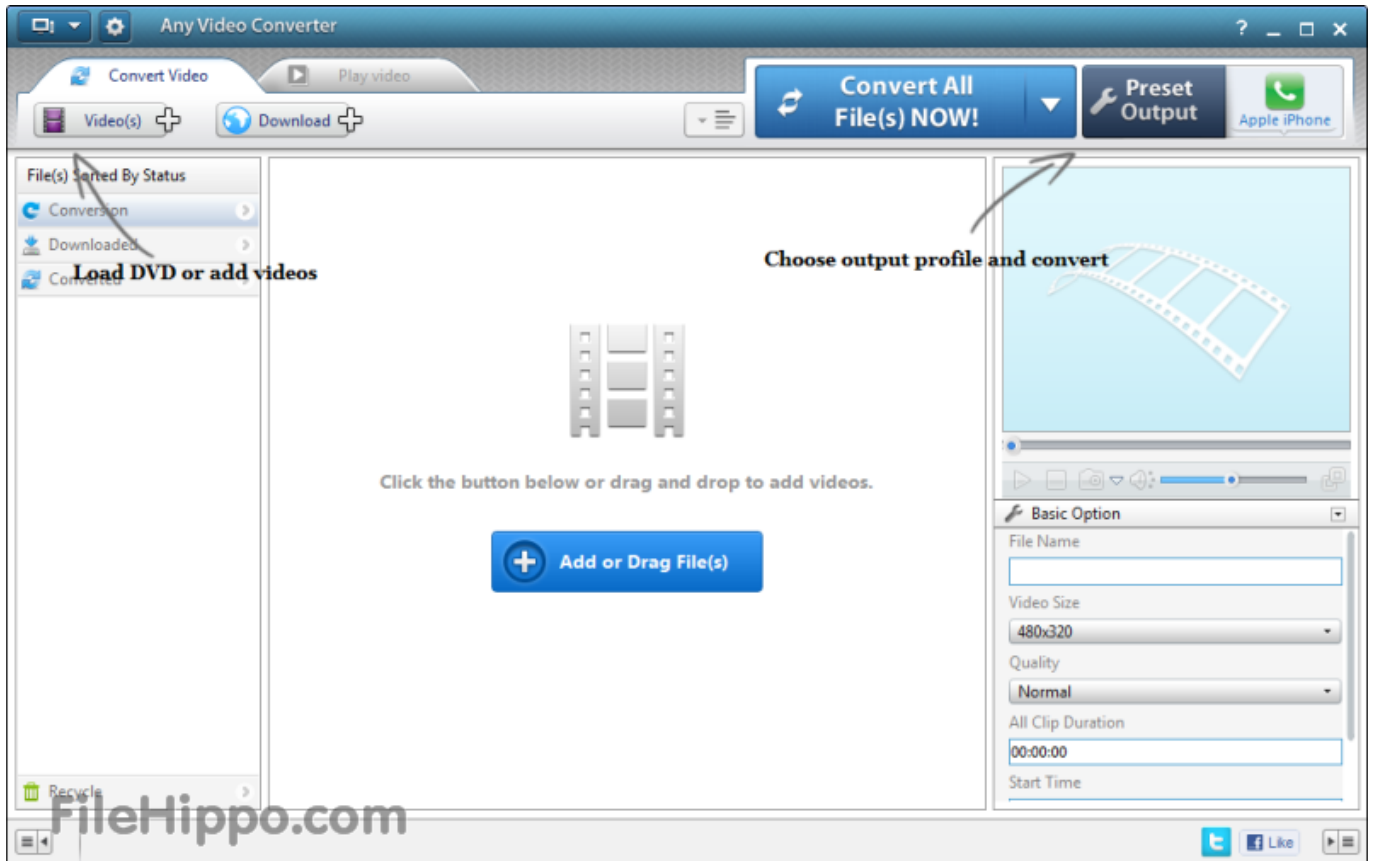 Any Video Converter
?
Convert Video
Play video
Video(s)
Download
Convert All
File(s) NOW!
Preset
Output
Apple iPhone
File(s) Sorted By Status
Conversion
Downloaded
Converted
Load DVD or add videos
Choose output profile and convert
Click the button below or drag and drop to add videos.
Add or Drag File(s)
Basic Option
File Name
Video Size
480x320
Quality
Normal
All Clip Duration
00:00:00
Start Time
Recycle
FileHippo.com
Like